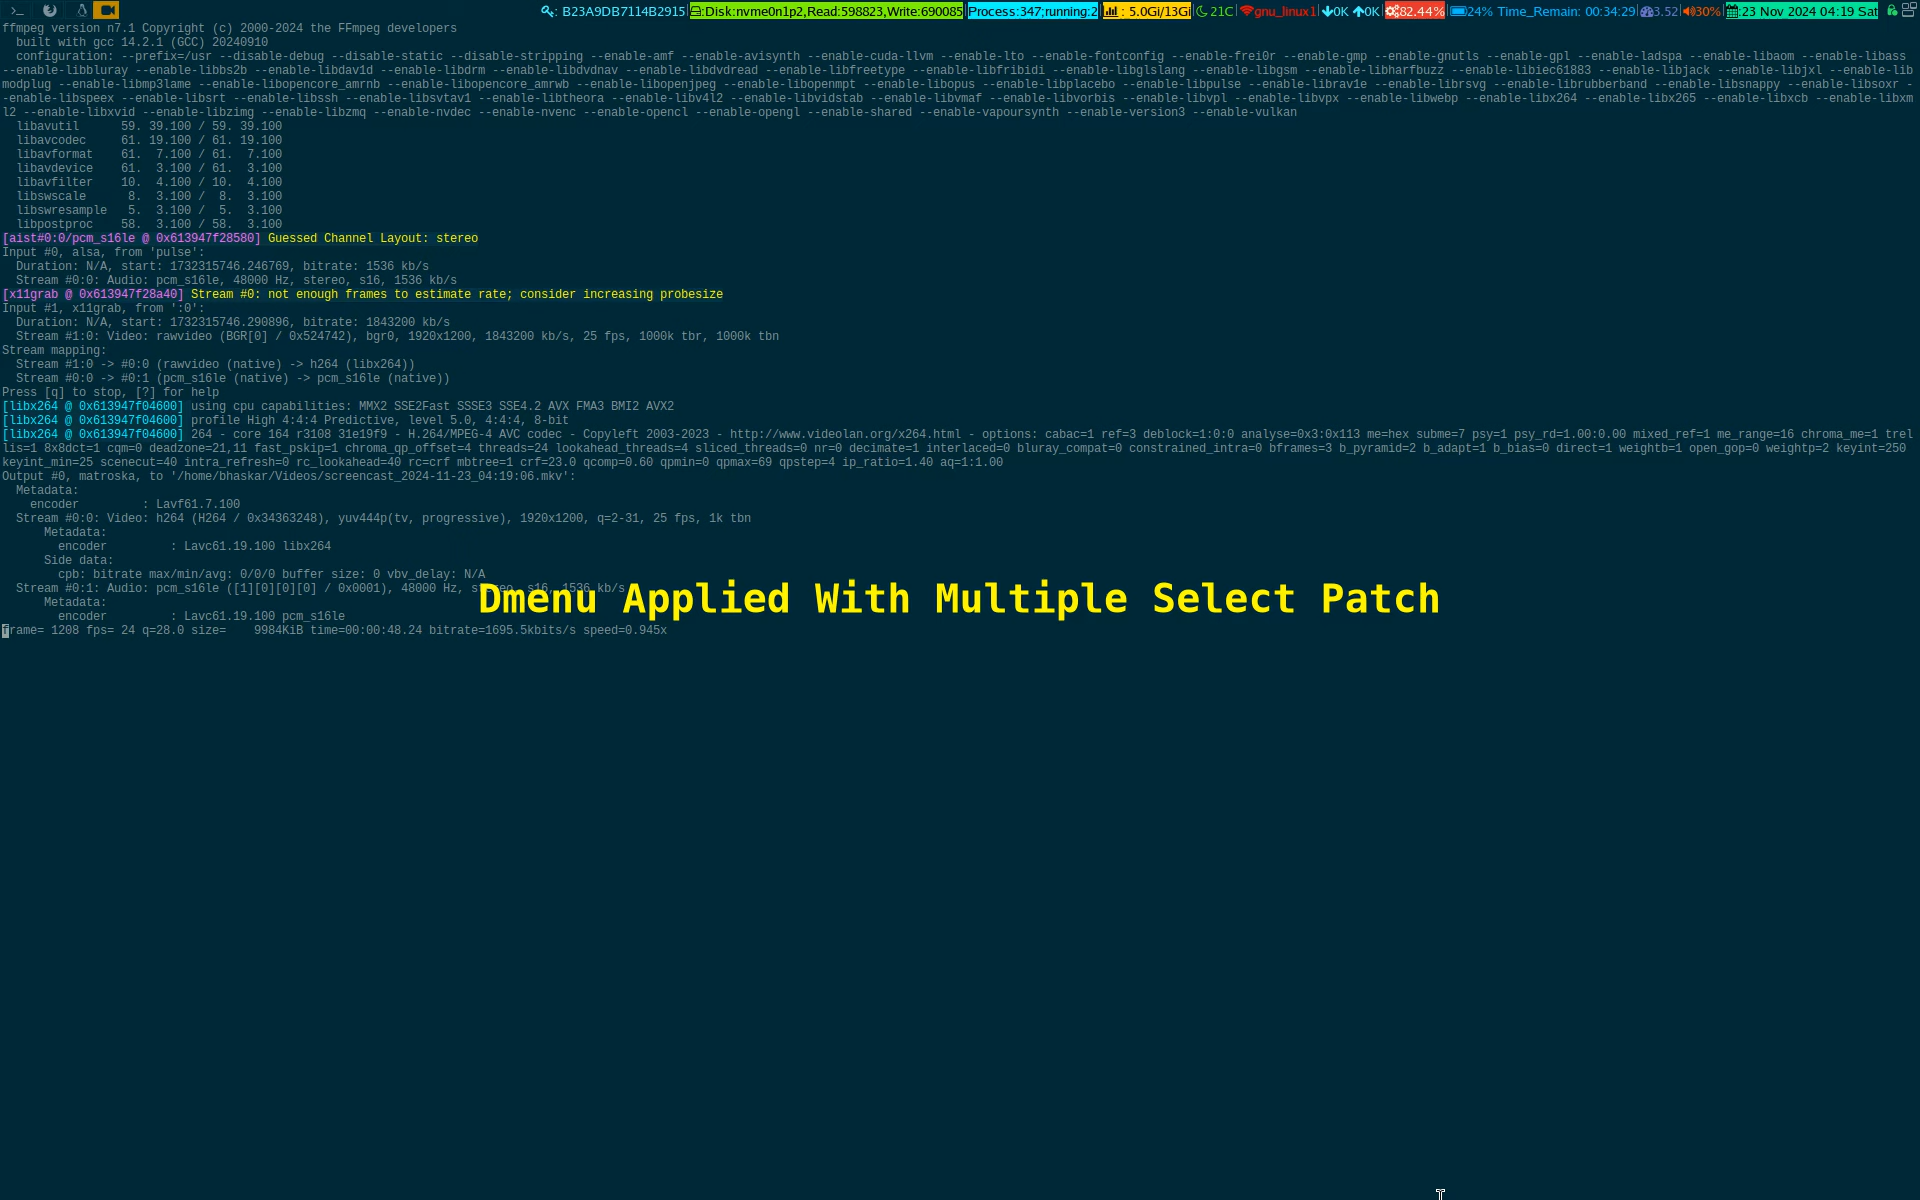 : B23A9DB7114B2915 :Disk:nvme0n1p2,Read:598823,Write:690085 Process:347;running:2 : 5.0Gi/13Gi 21C gnu_linux1 0K 0K 82.44% 24% Time_Remain: 00:34:29 3.52 30% :23 Nov 2024 04:19 Sat
ffmpeg version n7.1 Copyright (c) 2000-2024 the FFmpeg developers
built with gcc 14.2.1 (GCC) 20240910
configuration: --prefix=/usr --disable-debug --disable-static --disable-stripping --enable-amf --enable-avisynth --enable-cuda-llvm --enable-lto --enable-fontconfig --enable-frei0r --enable-gmp --enable-gnutls --enable-gpl --enable-ladspa --enable-libaom --enable-libass
--enable-libbluray --enable-libbs2b --enable-libdav1d --enable-libdrm --enable-libdvdnav --enable-libdvdread --enable-libfreetype --enable-libfribidi --enable-libglslang --enable-libgsm --enable-libharfbuzz --enable-libiec61883 --enable-libjack --enable-libjxl --enable-lib
modplug --enable-libmp3lame --enable-libopencore_amrnb --enable-libopencore_amrwb --enable-libopenjpeg --enable-libopenmpt --enable-libopus --enable-libplacebo --enable-libpulse --enable-librav1e --enable-librsvg --enable-librubberband --enable-libsnappy --enable-libsoxr -
-enable-libspeex --enable-libsrt --enable-libssh --enable-libsvtav1 --enable-libtheora --enable-libv4l2 --enable-libvidstab --enable-libvmaf --enable-libvorbis --enable-libvpl --enable-libvpx --enable-libwebp --enable-libx264 --enable-libx265 --enable-libxcb --enable-libxm
l2 --enable-libxvid --enable-libzimg --enable-libzmq --enable-nvdec --enable-nvenc --enable-opencl --enable-opengl --enable-shared --enable-vapoursynth --enable-version3 --enable-vulkan
libavutil 59. 39.100 / 59. 39.100
libavcodec 61. 19.100 / 61. 19.100
libavformat 61. 7.100 / 61. 7.100
libavdevice 61. 3.100 / 61. 3.100
libavfilter 10. 4.100 / 10. 4.100
libswscale 8. 3.100 / 8. 3.100
libswresample 5. 3.100 / 5. 3.100
libpostproc 58. 3.100 / 58. 3.100
[aist#0:0/pcm_s16le @ 0x613947f28580] Guessed Channel Layout: stereo
Input #0, alsa, from 'pulse':
Duration: N/A, start: 1732315746.246769, bitrate: 1536 kb/s
Stream #0:0: Audio: pcm_s16le, 48000 Hz, stereo, s16, 1536 kb/s
[x11grab @ 0x613947f28a40] Stream #0: not enough frames to estimate rate; consider increasing probesize
Input #1, x11grab, from ':0':
Duration: N/A, start: 1732315746.290896, bitrate: 1843200 kb/s
Stream #1:0: Video: rawvideo (BGR[0] / 0x524742), bgr0, 1920x1200, 1843200 kb/s, 25 fps, 1000k tbr, 1000k tbn
Stream mapping:
Stream #1:0 -> #0:0 (rawvideo (native) -> h264 (libx264))
Stream #0:0 -> #0:1 (pcm_s16le (native) -> pcm_s16le (native))
Press [q] to stop, [?] for help
[libx264 @ 0x613947f04600] using cpu capabilities: MMX2 SSE2Fast SSSE3 SSE4.2 AVX FMA3 BMI2 AVX2
[libx264 @ 0x613947f04600] profile High 4:4:4 Predictive, level 5.0, 4:4:4, 8-bit
[libx264 @ 0x613947f04600] 264 - core 164 r3108 31e19f9 - H.264/MPEG-4 AVC codec - Copyleft 2003-2023 - http://www.videolan.org/x264.html - options: cabac=1 ref=3 deblock=1:0:0 analyse=0x3:0x113 me=hex subme=7 psy=1 psy_rd=1.00:0.00 mixed_ref=1 me_range=16 chroma_me=1 trel
lis=1 8x8dct=1 cqm=0 deadzone=21,11 fast_pskip=1 chroma_qp_offset=4 threads=24 lookahead_threads=4 sliced_threads=0 nr=0 decimate=1 interlaced=0 bluray_compat=0 constrained_intra=0 bframes=3 b_pyramid=2 b_adapt=1 b_bias=0 direct=1 weightb=1 open_gop=0 weightp=2 keyint=250
keyint_min=25 scenecut=40 intra_refresh=0 rc_lookahead=40 rc=crf mbtree=1 crf=23.0 qcomp=0.60 qpmin=0 qpmax=69 qpstep=4 ip_ratio=1.40 aq=1:1.00
Output #0, matroska, to '/home/bhaskar/Videos/screencast_2024-11-23_04:19:06.mkv':
Metadata:
encoder : Lavf61.7.100
Stream #0:0: Video: h264 (H264 / 0x34363248), yuv444p(tv, progressive), 1920x1200, q=2-31, 25 fps, 1k tbn
Metadata:
encoder : Lavc61.19.100 libx264
Side data:
cpb: bitrate max/min/avg: 0/0/0 buffer size: 0 vbv_delay: N/A
Stream #0:1: Audio: pcm_s16le ([1][0][0][0] / 0x0001), 48000 Hz, stereo, s16, 1536 kb/s
Dmenu Applied With Multiple Select Patch
Metadata:
encoder : Lavc61.19.100 pcm_s16le
frame= 1208 fps= 24 q=28.0 size= 9984KiB time=00:00:48.24 bitrate=1695.5kbits/s speed=0.945x